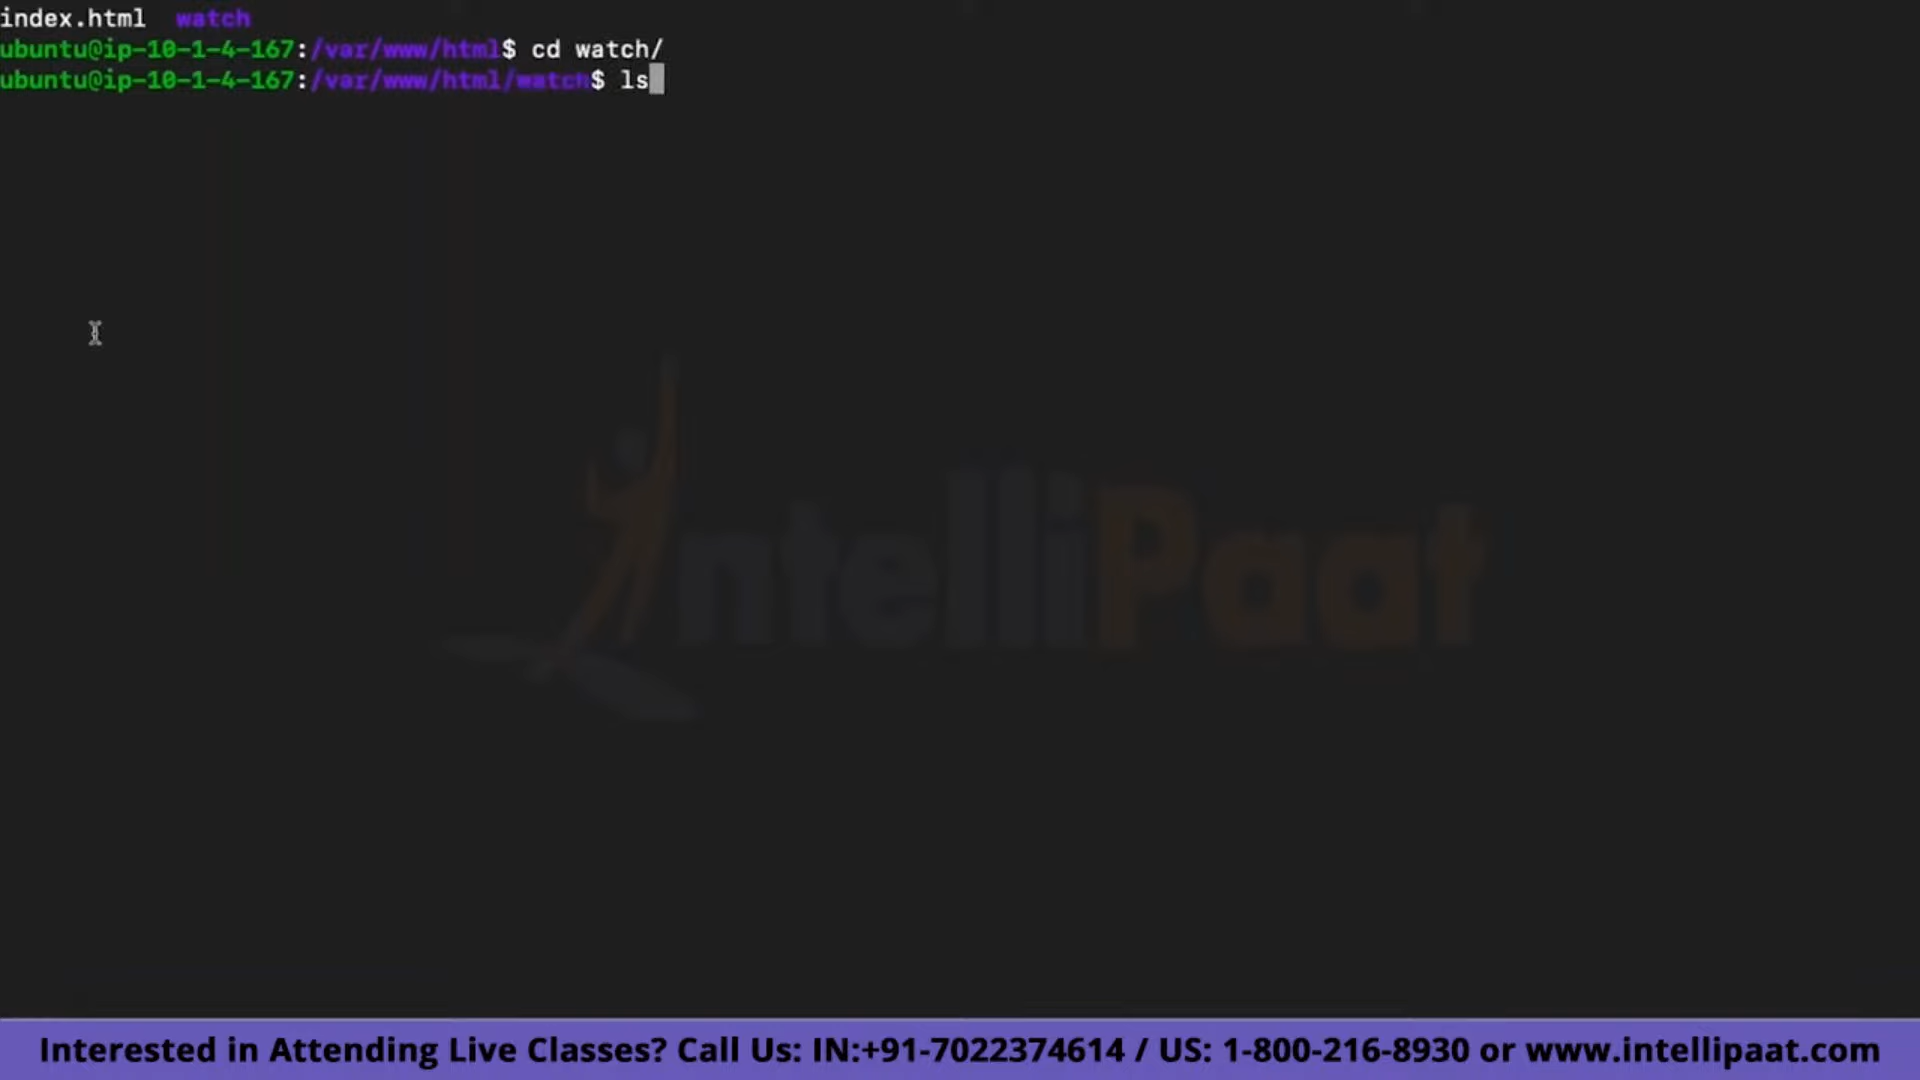 index.html  watch
ubuntu@ip-10-1-4-167:/var/www/html$ cd watch/
ubuntu@ip-10-1-4-167:/var/www/html/watch$ ls
IntelliPaat
Interested in Attending Live Classes? Call Us: IN:+91-7022374614 / US: 1-800-216-8930 or www.intellipaat.com